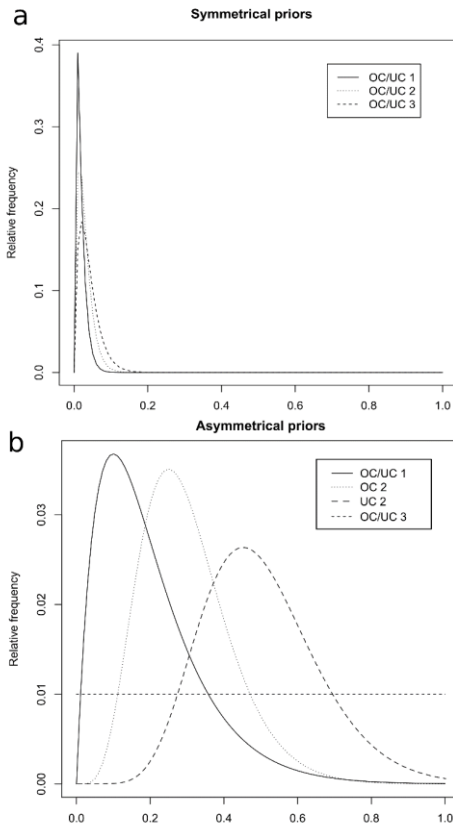 a
Symmetrical priors
Relative frequency
0.4
0.3
0.2
0.1
0.0
OC/UC 1
OC/UC 2
OC/UC 3
0.0 0.2 0.4 0.6 0.8 1.0
b
Asymmetrical priors
Relative frequency
0.03
0.02
0.01
0.00
OC/UC 1
OC 2
UC 2
OC/UC 3
0.0 0.2 0.4 0.6 0.8 1.0